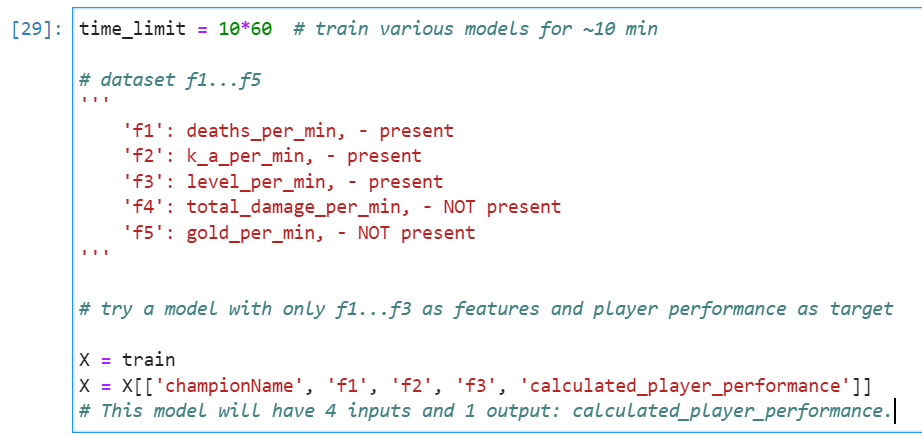 [29]: time_limit = 10*60  # train various models for ~10 min
# dataset f1...f5
'''
    'f1': deaths_per_min, - present
    'f2': k_a_per_min, - present
    'f3': level_per_min, - present
    'f4': total_damage_per_min, - NOT present
    'f5': gold_per_min, - NOT present
'''
# try a model with only f1...f3 as features and player performance as target
X = train
X = X[['championName', 'f1', 'f2', 'f3', 'calculated_player_performance']]
# This model will have 4 inputs and 1 output: calculated_player_performance.